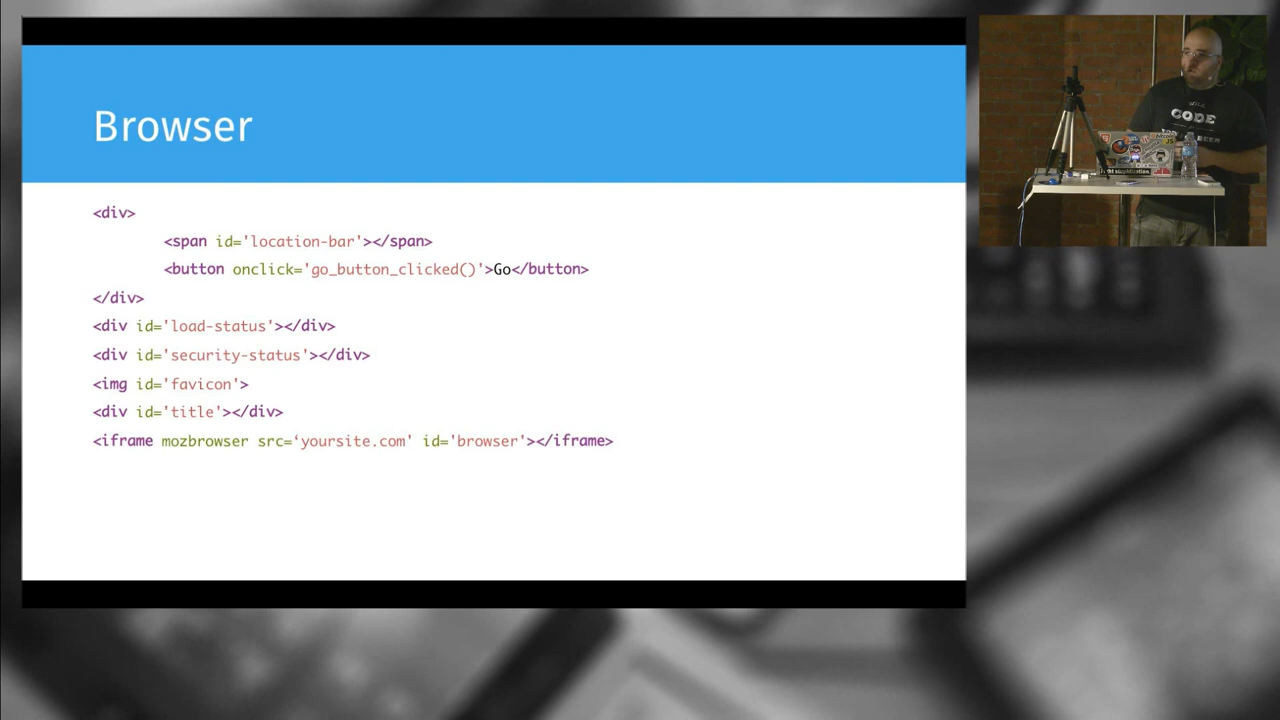 Browser
<div>
<span id='location-bar'></span>
<button onclick='go_button_clicked()'>Go</button>
</div>
<div id='load-status'></div>
<div id='security-status'></div>
<img id='favicon'>
<div id='title'></div>
<iframe mozbrowser src=‘yoursite.com' id='browser'></iframe>
CODE
JS